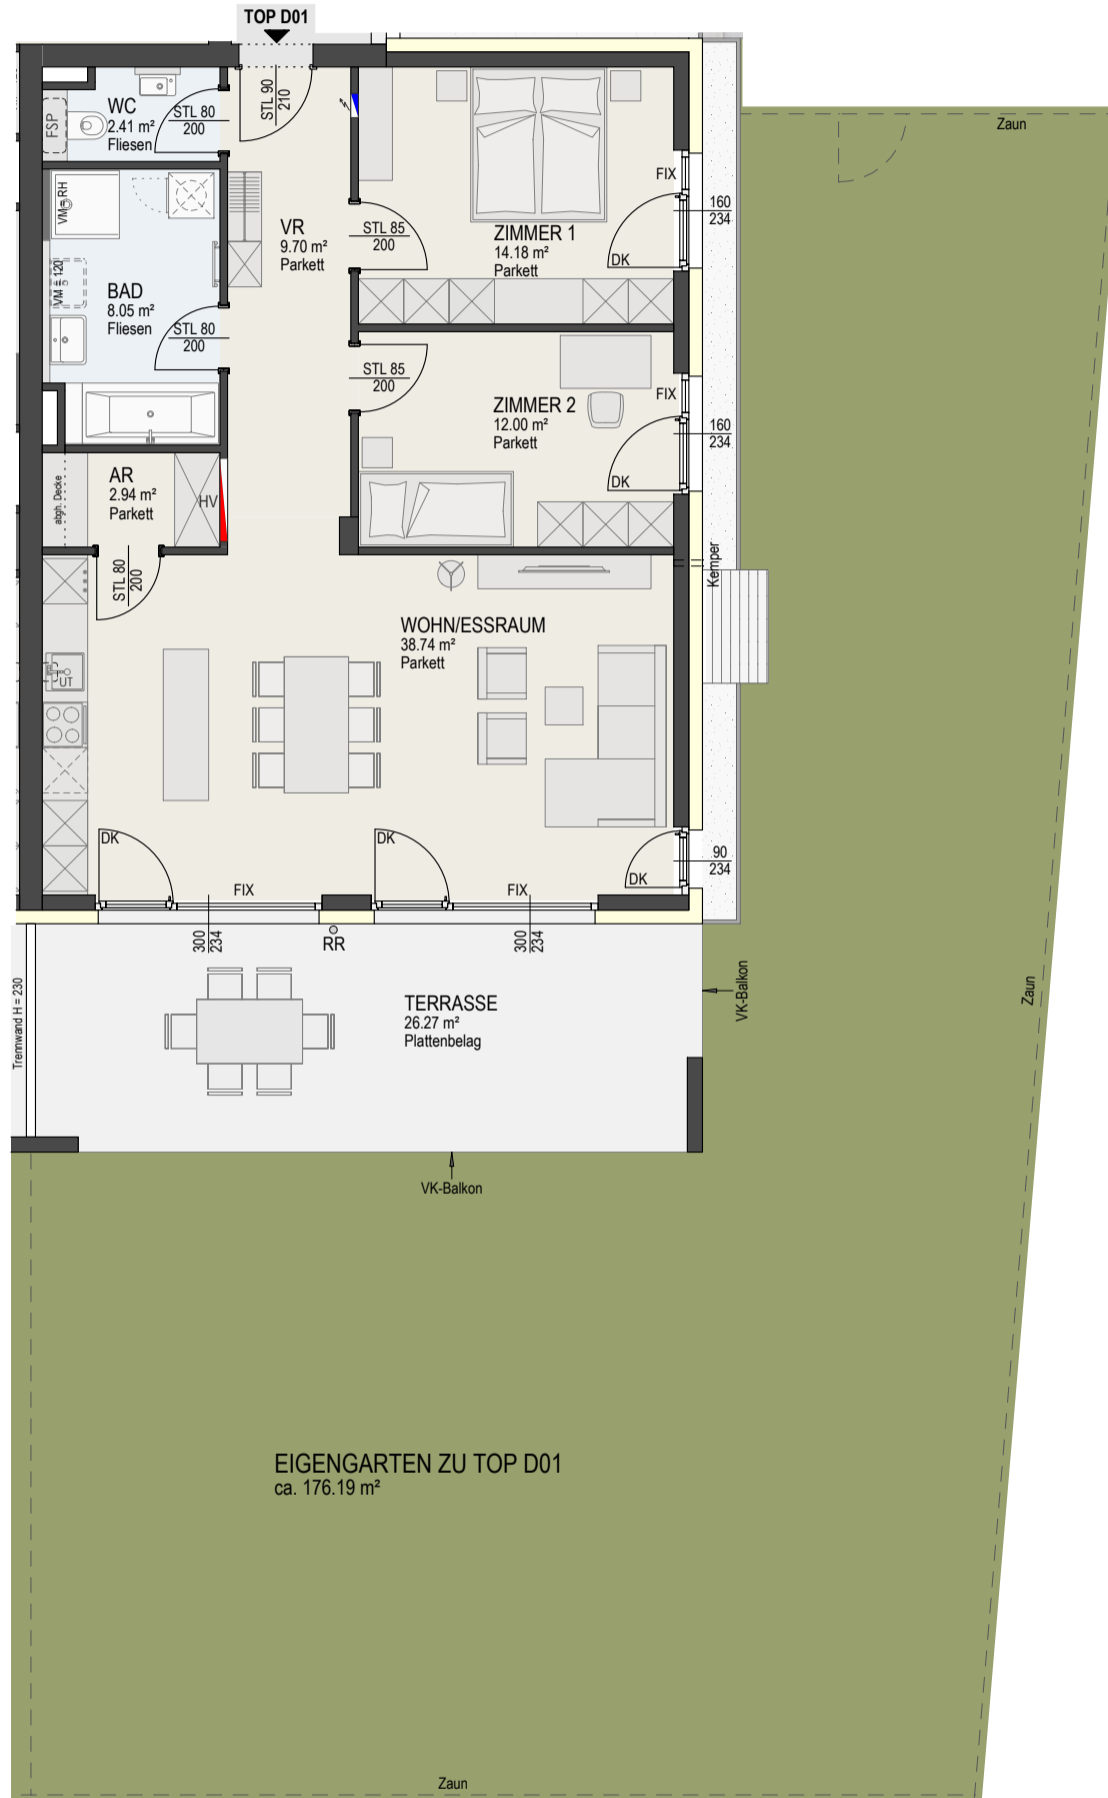 TOP D01
WC
2.41 m²
Fliesen
FSP
STL 80
200
STL 90
210
Zaun
FIX
160
234
ZIMMER 1
14.18 m²
Parkett
DK
STL 85
200
VR
9.70 m²
Parkett
VM=RH
VM = 120
BAD
8.05 m²
Fliesen
STL 80
200
STL 85
200
ZIMMER 2
12.00 m²
Parkett
FIX
160
234
DK
AR
2.94 m²
Parkett
abgh. Decke
HV
STL 80
200
Kemper
WOHN/ESSRAUM
38.74 m²
Parkett
UT
DK
FIX
DK
FIX
DK
90
234
300
234
RR
300
234
Trennwand H = 230
TERRASSE
26.27 m²
Plattenbelag
VK-Balkon
Zaun
VK-Balkon
EIGENGARTEN ZU TOP D01
ca. 176.19 m²
Zaun